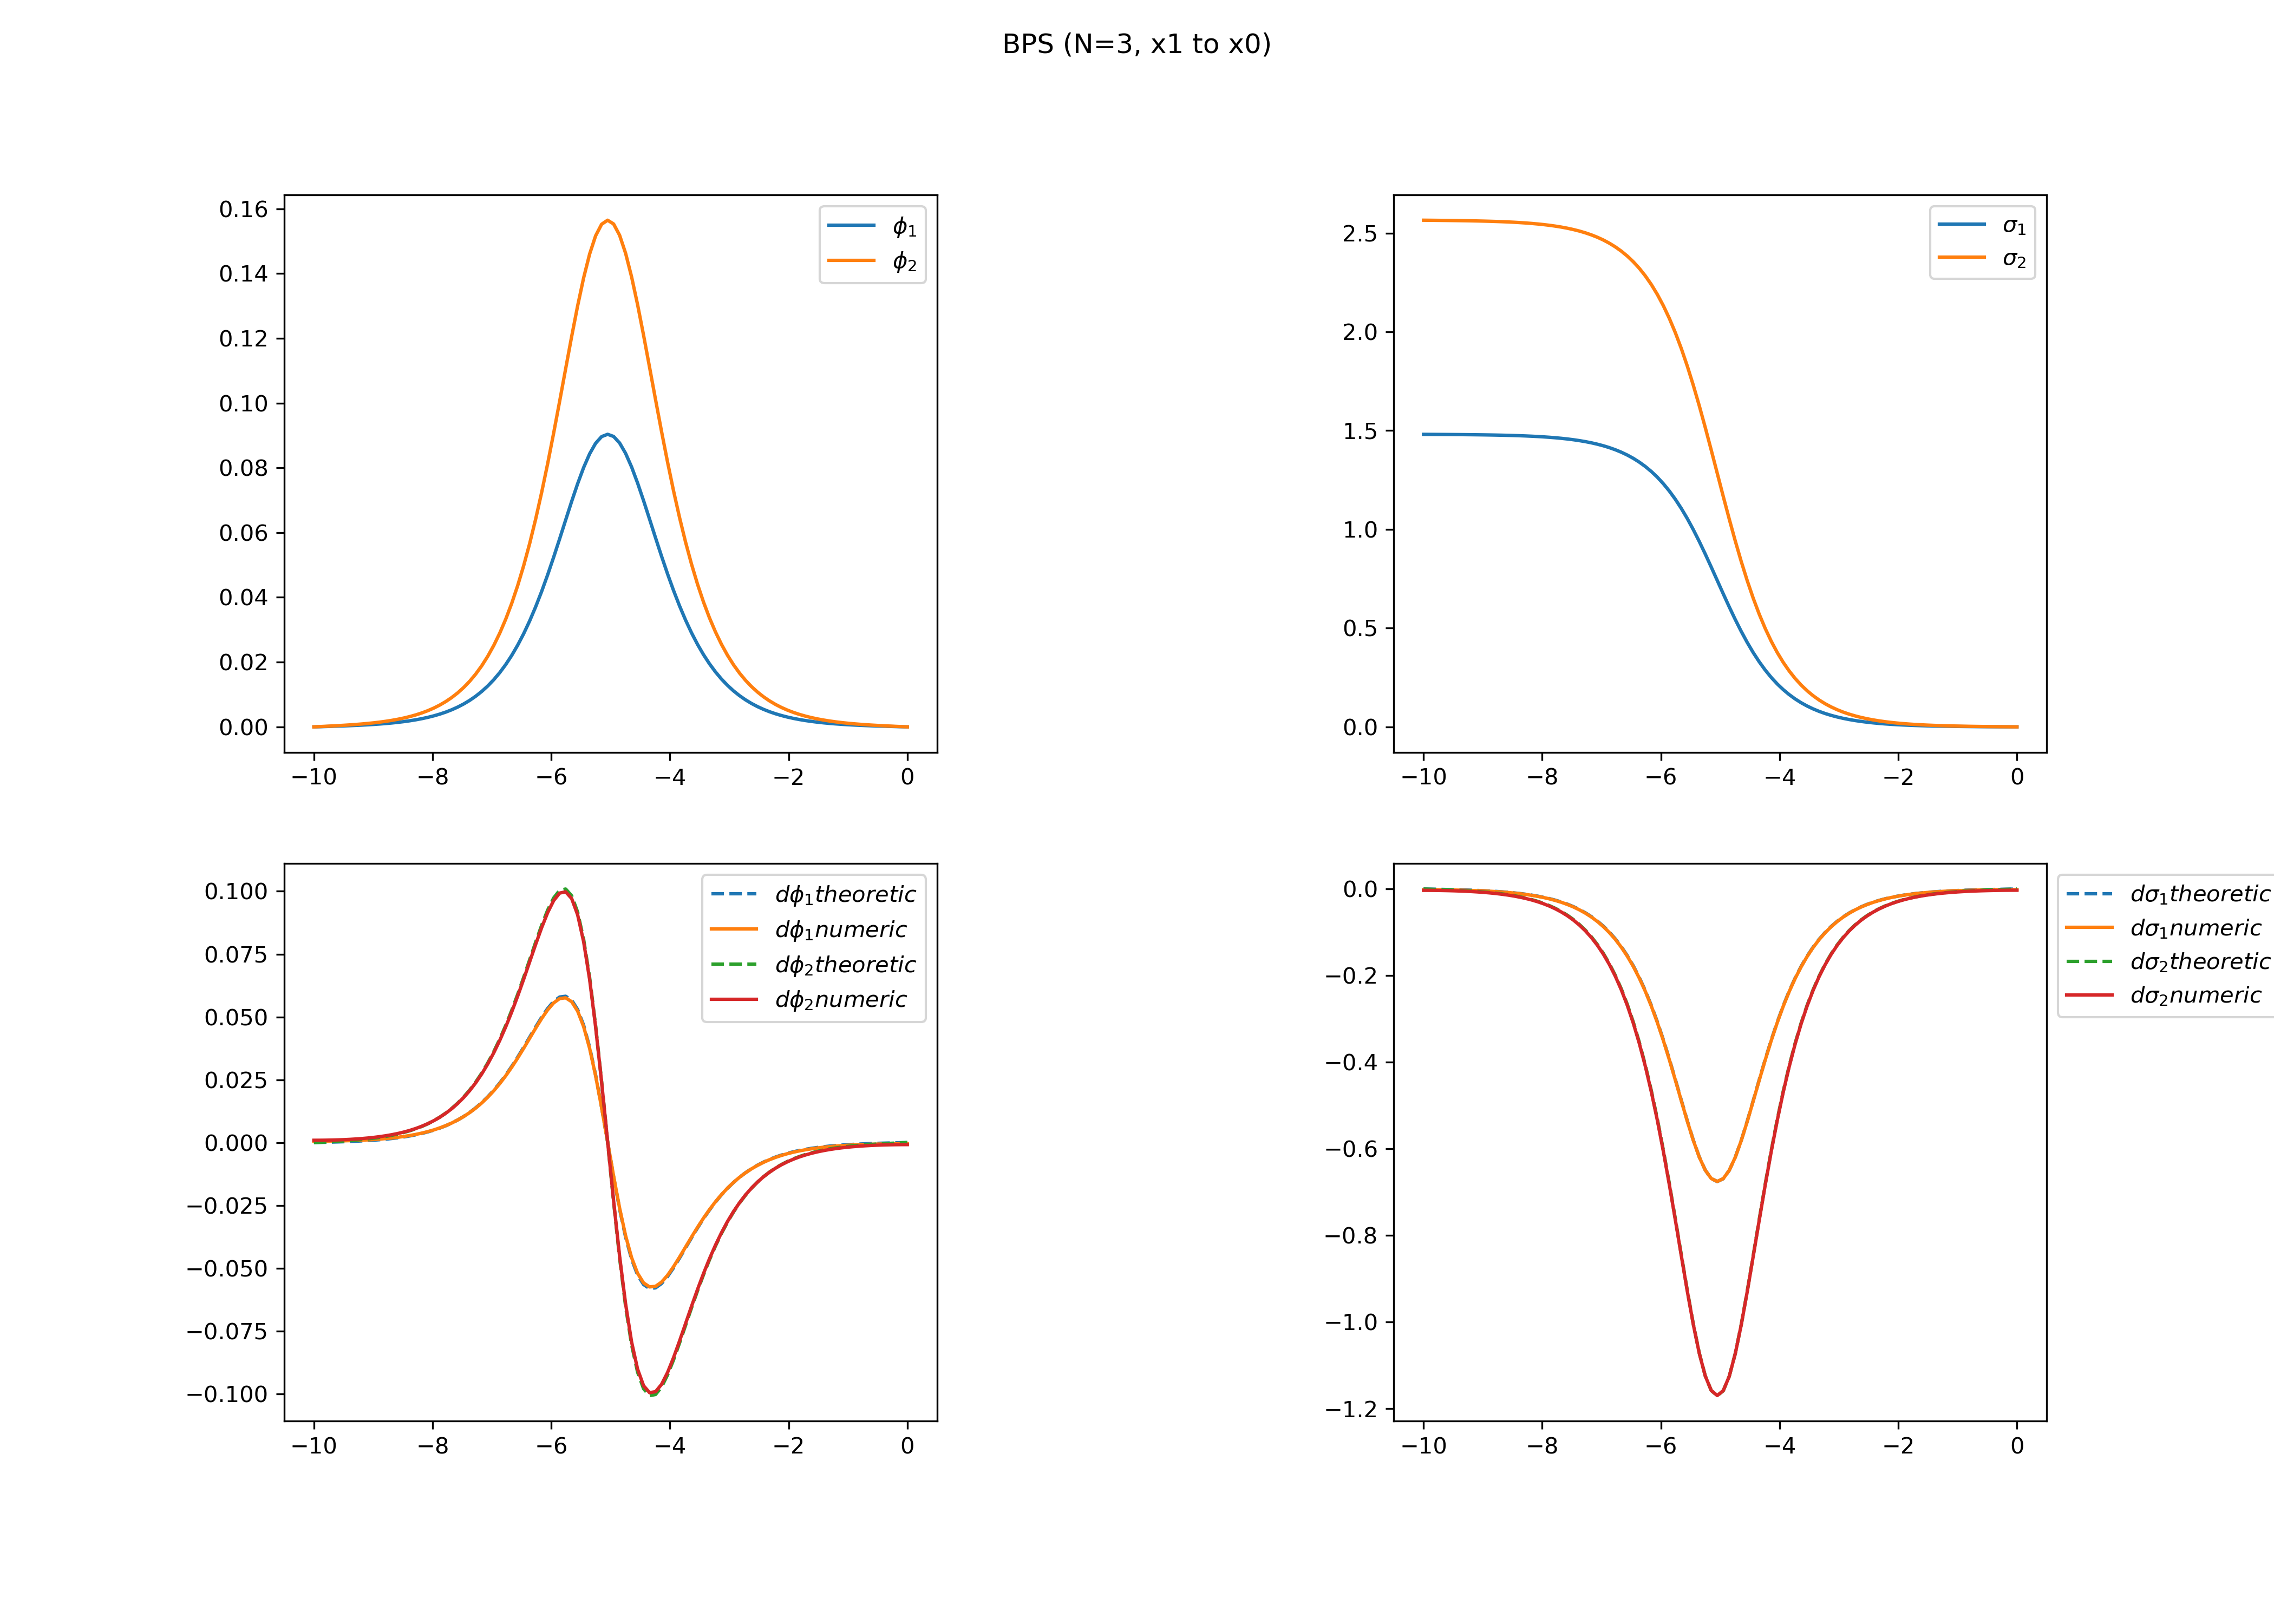 BPS (N=3, x1 to x0)
0.16
0.14
0.12
0.10
0.08
0.06
0.04
0.02
0.00
−10 −8 −6 −4 −2 0
ϕ₁
ϕ₂
2.5
2.0
1.5
1.0
0.5
0.0
−10 −8 −6 −4 −2 0
σ₁
σ₂
0.100
0.075
0.050
0.025
0.000
−0.025
−0.050
−0.075
−0.100
−10 −8 −6 −4 −2 0
dϕ₁theoretic
dϕ₁numeric
dϕ₂theoretic
dϕ₂numeric
0.0
−0.2
−0.4
−0.6
−0.8
−1.0
−1.2
−10 −8 −6 −4 −2 0
dσ₁theoretic
dσ₁numeric
dσ₂theoretic
dσ₂numeric